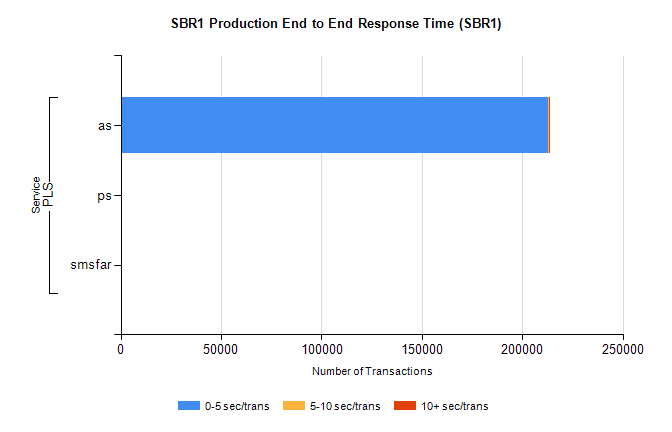 SBR1 Production End to End Response Time (SBR1)
Service
PLS
as
ps
smsfar
0 50000 100000 150000 200000 250000
Number of Transactions
0-5 sec/trans 5-10 sec/trans 10+ sec/trans